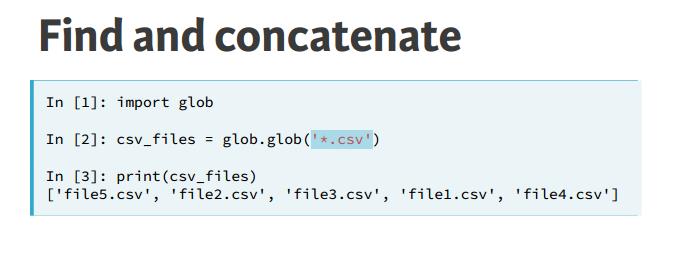 Find and concatenate
In [1]: import glob
In [2]: csv_files = glob.glob('*.csv')
In [3]: print(csv_files)
['file5.csv', 'file2.csv', 'file3.csv', 'file1.csv', 'file4.csv']